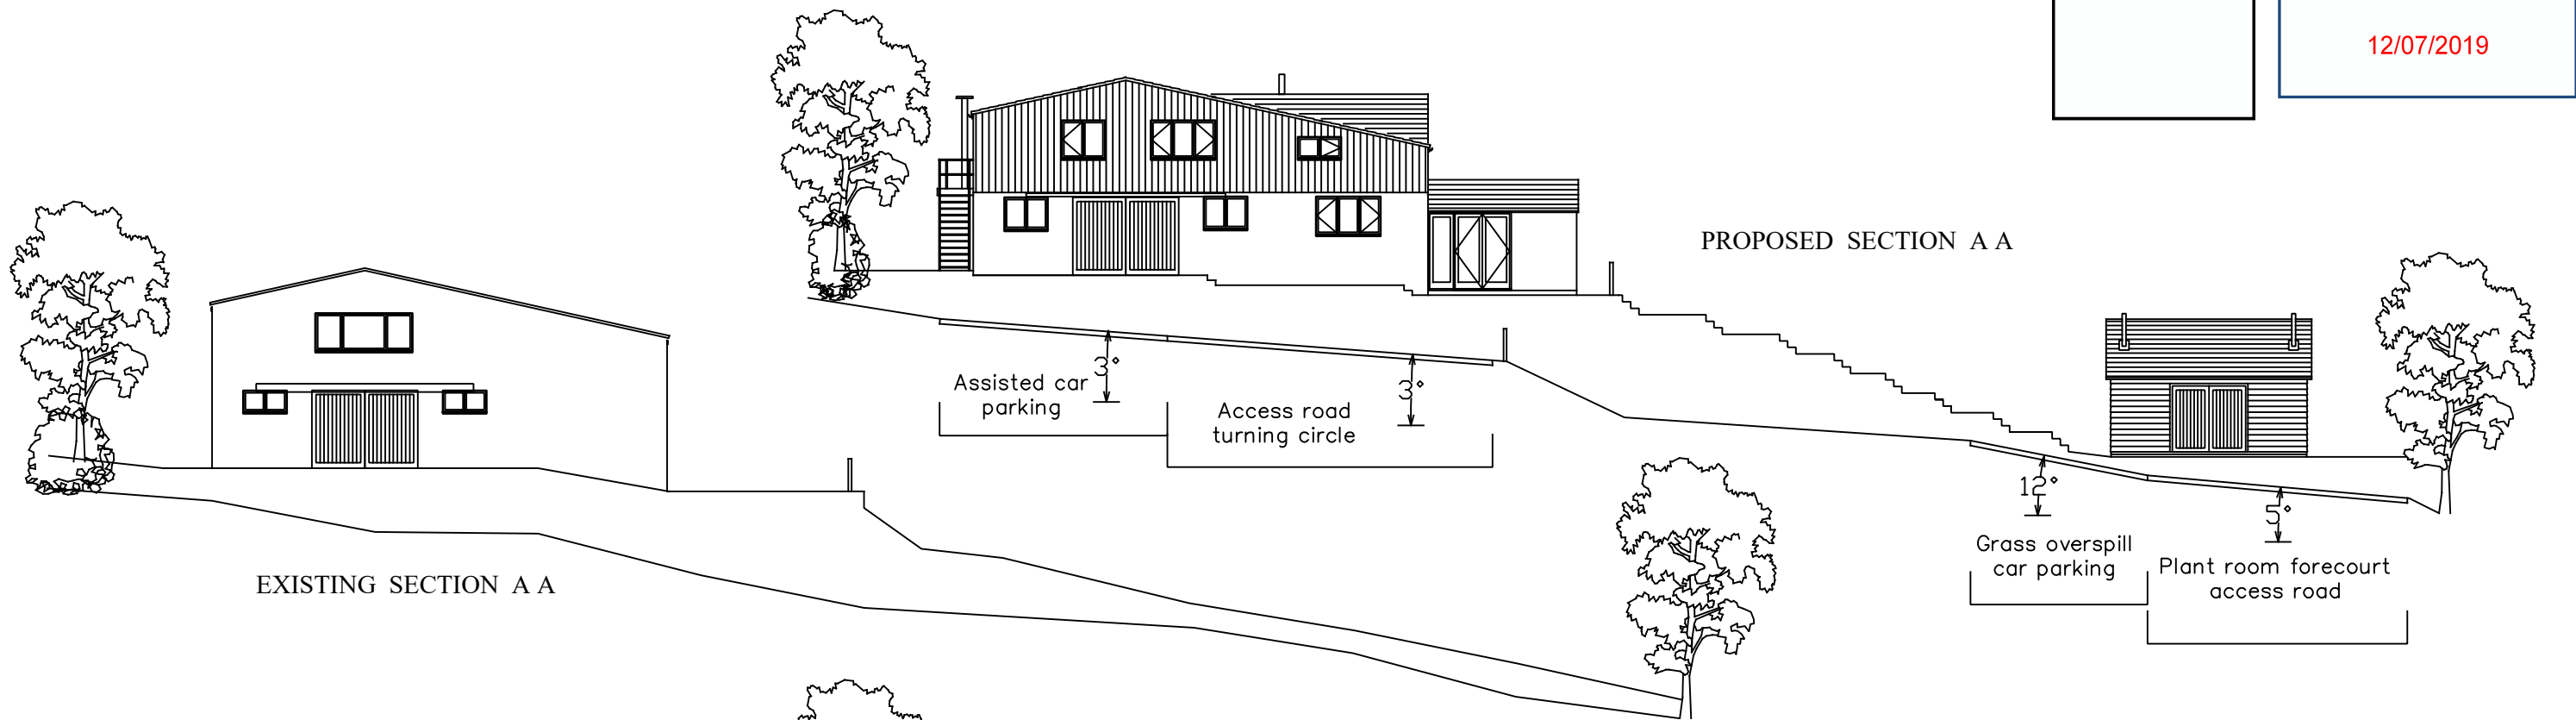 12/07/2019
PROPOSED SECTION A A
Assisted car
parking
3°
Access road
turning circle
3°
EXISTING SECTION A A
12°
Grass overspill
car parking
5°
Plant room forecourt
access road